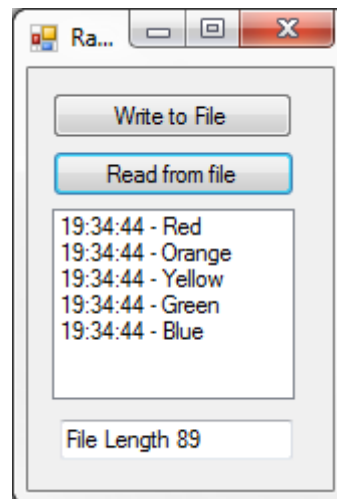 Ra...
Write to File
Read from file
19:34:44 - Red
19:34:44 - Orange
19:34:44 - Yellow
19:34:44 - Green
19:34:44 - Blue
File Length 89